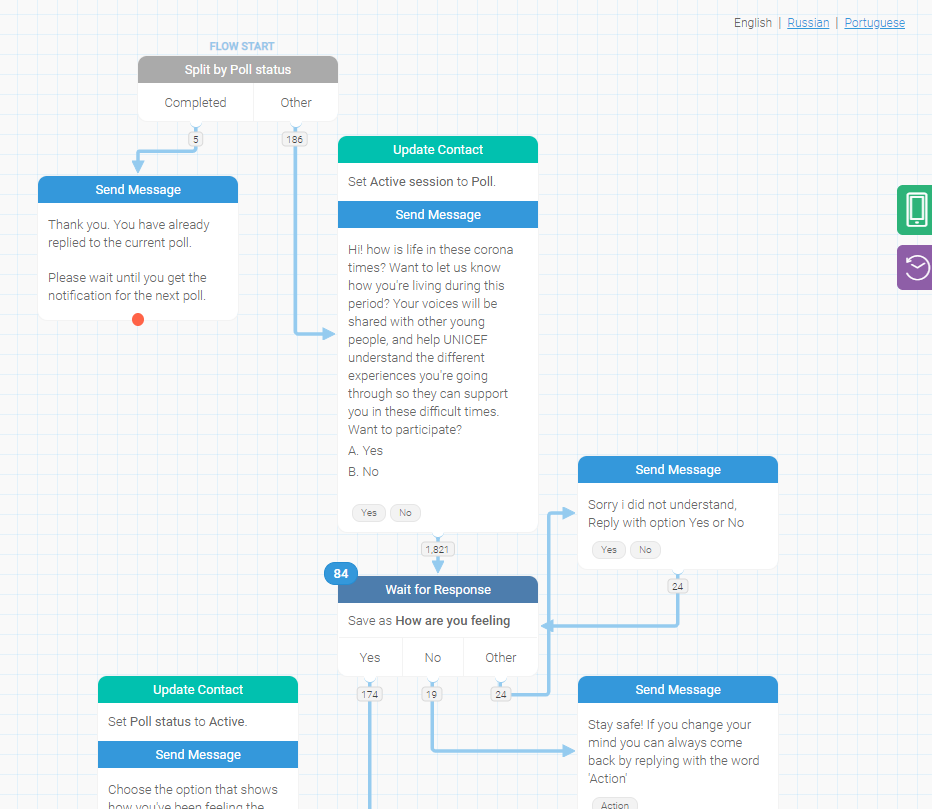 English | Russian | Portuguese
FLOW START
Split by Poll status
Completed Other
5 186
Send Message
Thank you. You have already
replied to the current poll.
Please wait until you get the
notification for the next poll.
Update Contact
Set Active session to Poll.
Send Message
Hi! how is life in these corona
times? Want to let us know
how you're living during this
period? Your voices will be
shared with other young
people, and help UNICEF
understand the different
experiences you're going
through so they can support
you in these difficult times.
Want to participate?
A. Yes
B. No
Yes No
1,821
Send Message
Sorry i did not understand,
Reply with option Yes or No
Yes No
24
84
Wait for Response
Save as How are you feeling
Yes No Other
174 19 24
Update Contact
Set Poll status to Active.
Send Message
Choose the option that shows
how you've been feeling the
Send Message
Stay safe! If you change your
mind you can always come
back by replying with the word
'Action'
Action